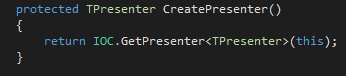 protected TPresenter CreatePresenter()
{
    return IOC.GetPresenter<TPresenter>(this);
}